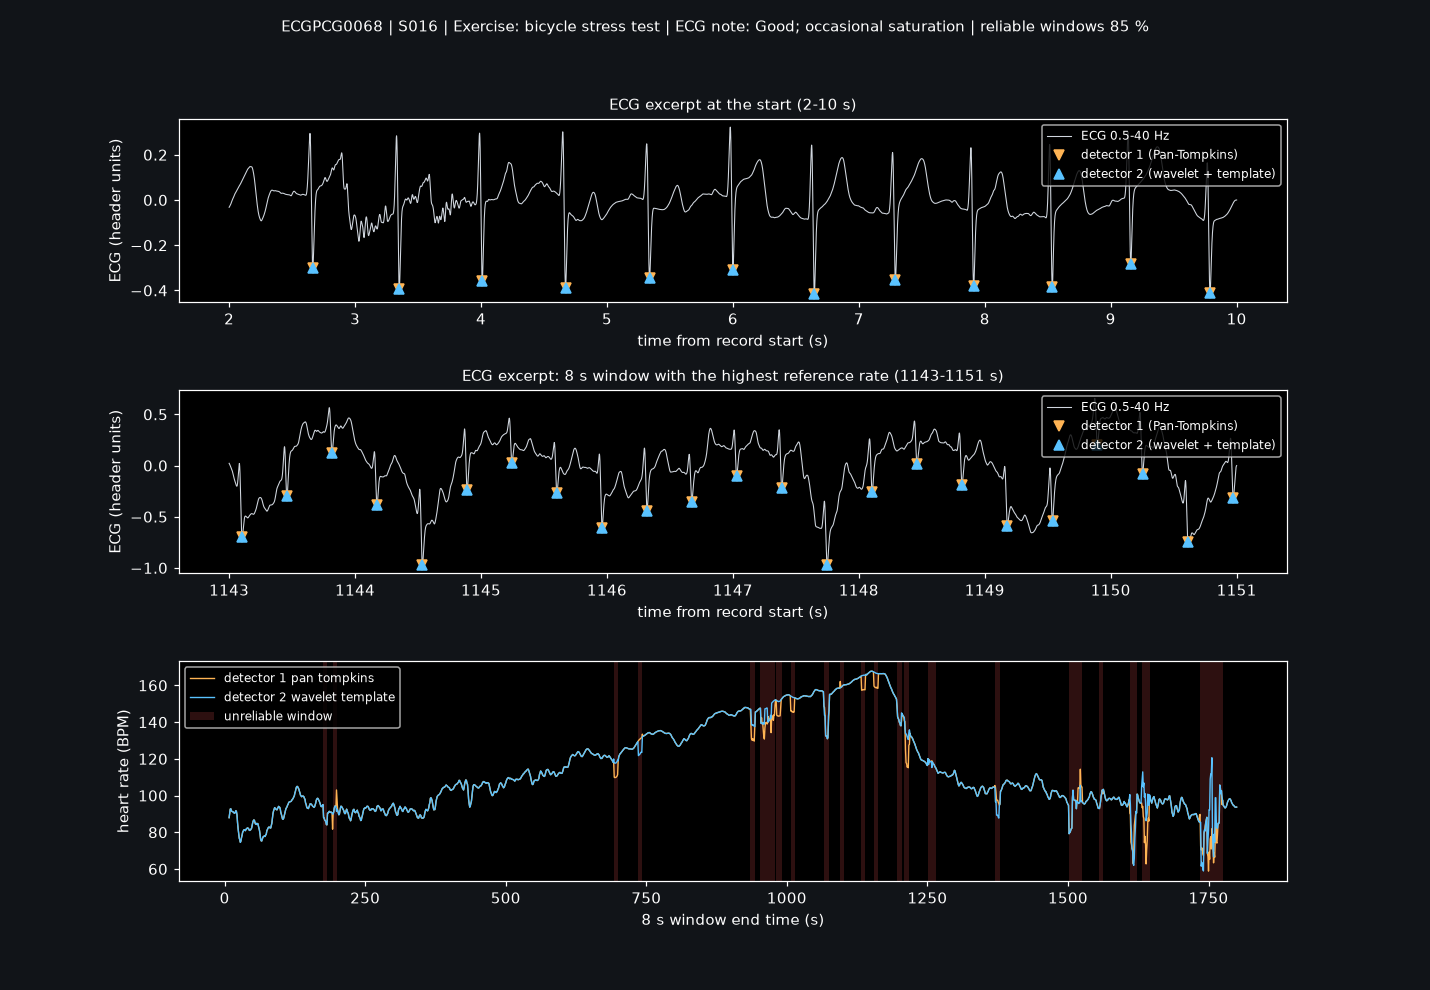 ECGPCG0068 | S016 | Exercise: bicycle stress test | ECG note: Good; occasional saturation | reliable windows 85 %
ECG excerpt at the start (2-10 s)
ECG (header units)
0.2
0.0
−0.2
−0.4
ECG 0.5-40 Hz
detector 1 (Pan-Tompkins)
detector 2 (wavelet + template)
2 3 4 5 6 7 8 9 10
time from record start (s)
ECG excerpt: 8 s window with the highest reference rate (1143-1151 s)
ECG (header units)
0.5
0.0
−0.5
−1.0
ECG 0.5-40 Hz
detector 1 (Pan-Tompkins)
detector 2 (wavelet + template)
1143 1144 1145 1146 1147 1148 1149 1150 1151
time from record start (s)
heart rate (BPM)
160
140
120
100
80
60
detector 1 pan tompkins
detector 2 wavelet template
unreliable window
0 250 500 750 1000 1250 1500 1750
8 s window end time (s)